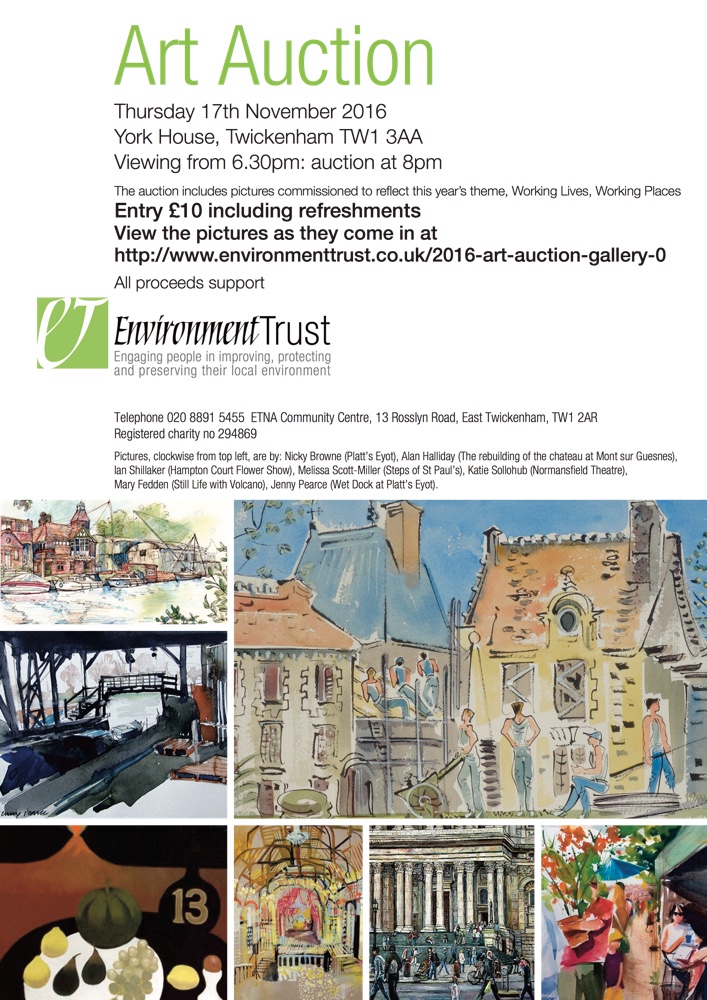 Art Auction
Thursday 17th November 2016
York House, Twickenham TW1 3AA
Viewing from 6.30pm: auction at 8pm
The auction includes pictures commissioned to reflect this year's theme, Working Lives, Working Places
Entry £10 including refreshments
View the pictures as they come in at
http://www.environmenttrust.co.uk/2016-art-auction-gallery-0
All proceeds support
eT EnvironmentTrust
Engaging people in improving, protecting
and preserving their local environment
Telephone 020 8891 5455 ETNA Community Centre, 13 Rosslyn Road, East Twickenham, TW1 2AR
Registered charity no 294869
Pictures, clockwise from top left, are by: Nicky Browne (Platt's Eyot), Alan Halliday (The rebuilding of the chateau at Mont sur Guesnes),
Ian Shillaker (Hampton Court Flower Show), Melissa Scott-Miller (Steps of St Paul's), Katie Sollohub (Normansfield Theatre),
Mary Fedden (Still Life with Volcano), Jenny Pearce (Wet Dock at Platt's Eyot).
13